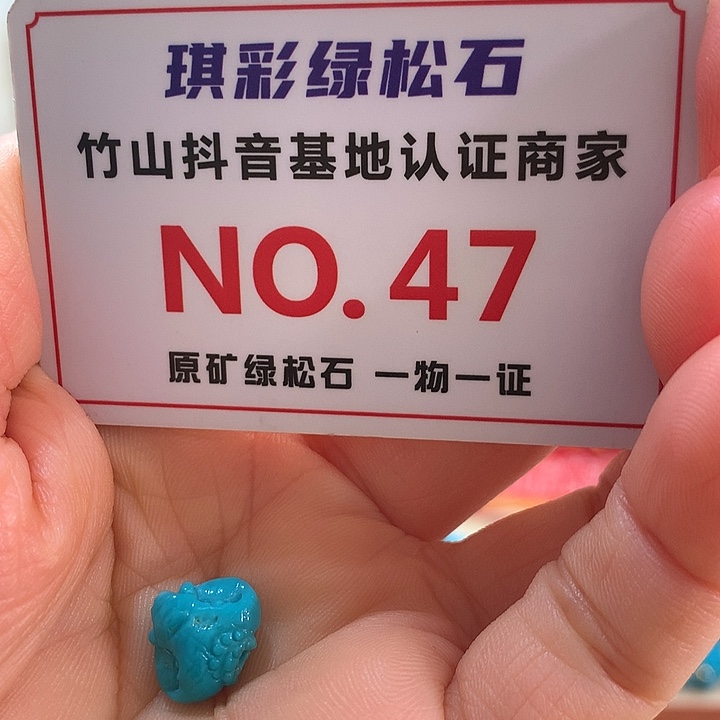 琪彩绿松石
竹山抖音基地认证商家
NO.47
原矿绿松石 一物一证